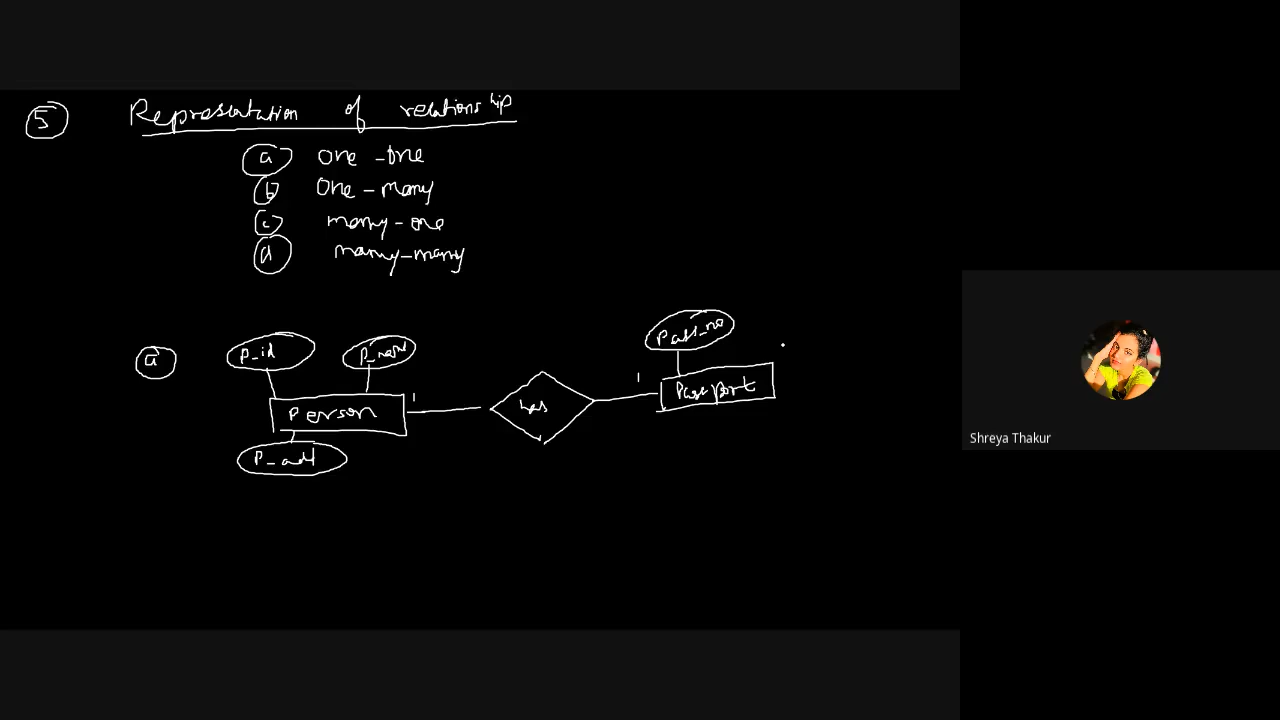 5 Representation of relationship
a one - one
b one - many
c many - one
d many - many
a P_id P_name Pass_no
Person 1 has 1 Passport
P_add
Shreya Thakur